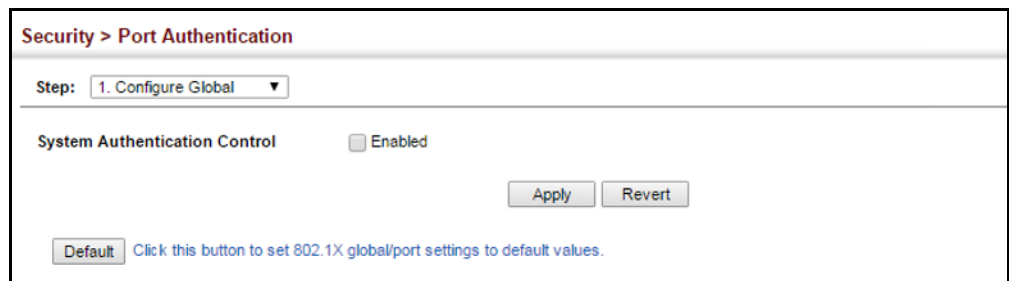 Security > Port Authentication
Step: 1. Configure Global
System Authentication Control Enabled
Apply Revert
Default Click this button to set 802.1X global/port settings to default values.